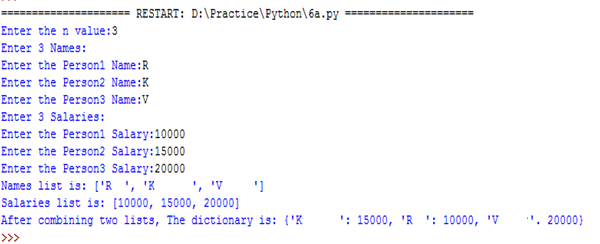 ==================== RESTART: D:\Practice\Python\6a.py ====================
Enter the n value:3
Enter 3 Names:
Enter the Person1 Name:R
Enter the Person2 Name:K
Enter the Person3 Name:V
Enter 3 Salaries:
Enter the Person1 Salary:10000
Enter the Person2 Salary:15000
Enter the Person3 Salary:20000
Names list is: ['R  ', 'K      ', 'V     ']
Salaries list is: [10000, 15000, 20000]
After combining two lists, The dictionary is: {'K      ': 15000, 'R  ': 10000, 'V     '. 20000}
>>>